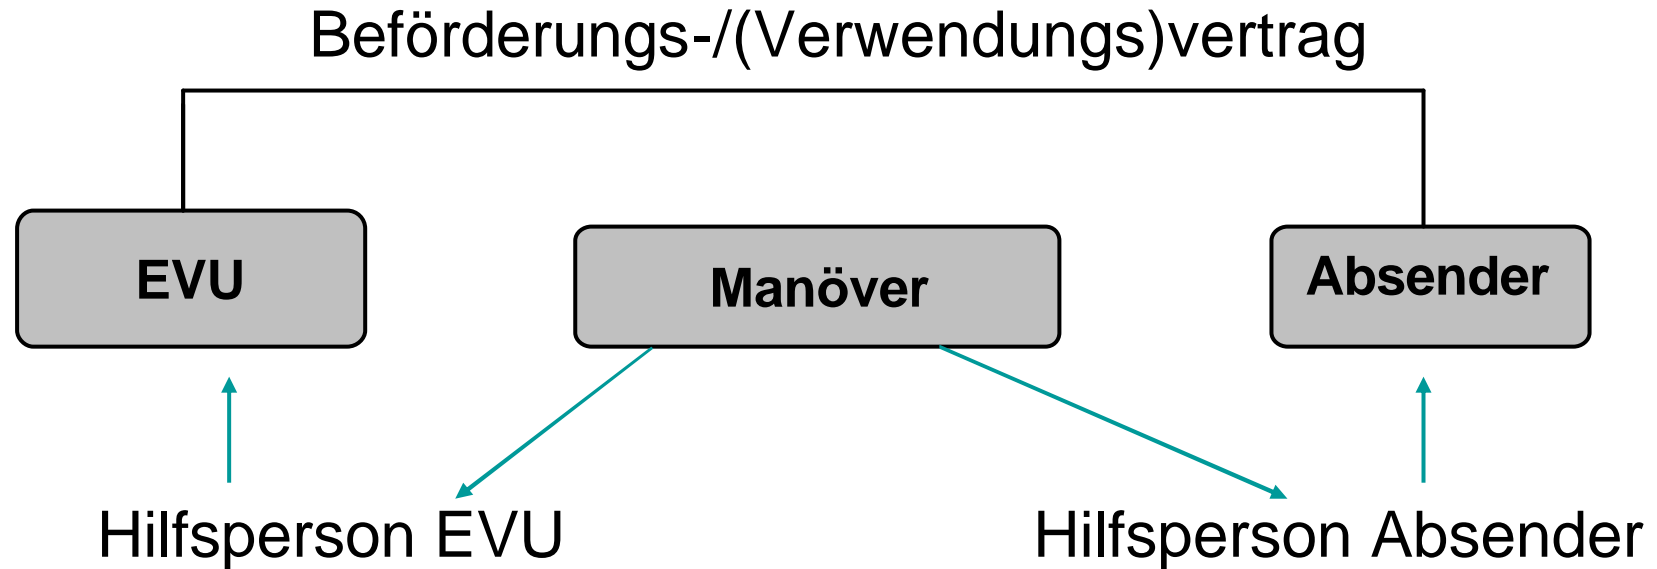 Beförderungs-/(Verwendungs)vertrag
EVU
Manöver
Absender
Hilfsperson EVU
Hilfsperson Absender